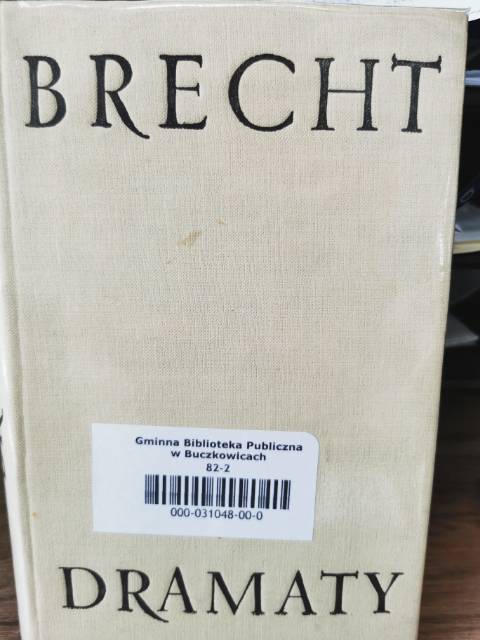 BRECHT
Gminna Biblioteka Publiczna
w Buczkowicach
82-2
000-031048-00-0
DRAMATY